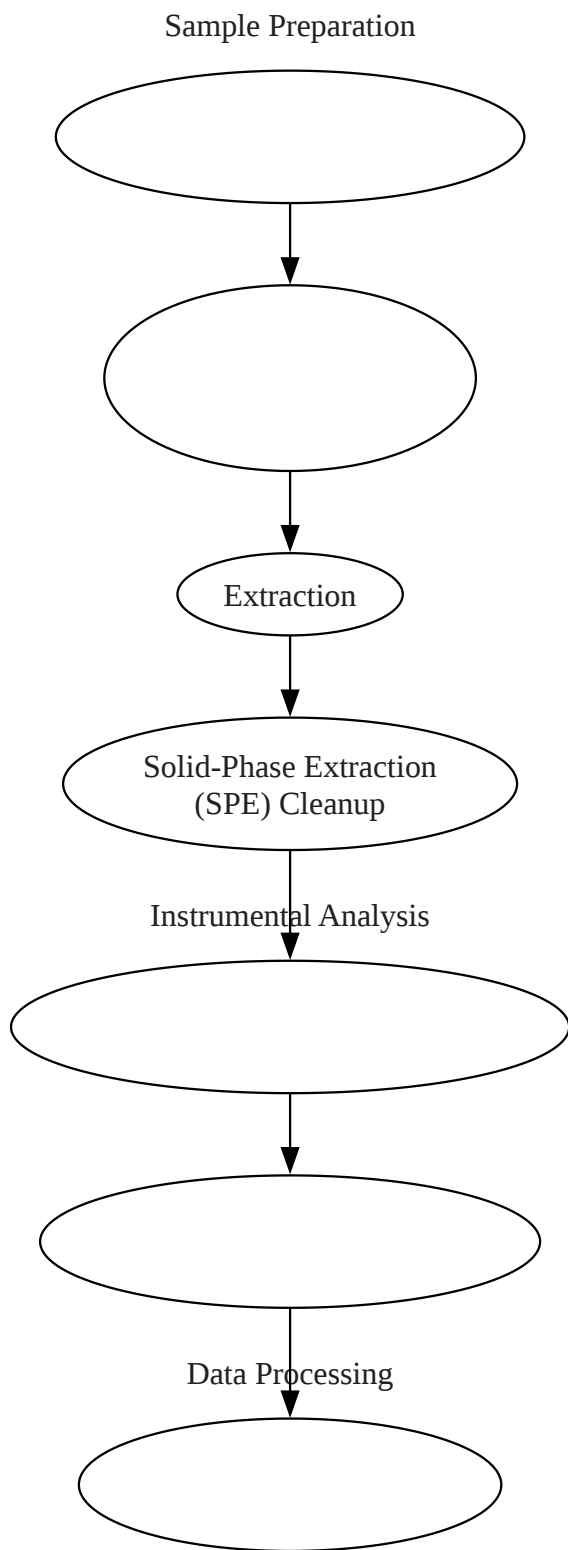 Sample Preparation
Extraction
Solid-Phase Extraction
(SPE) Cleanup
Instrumental Analysis
Data Processing